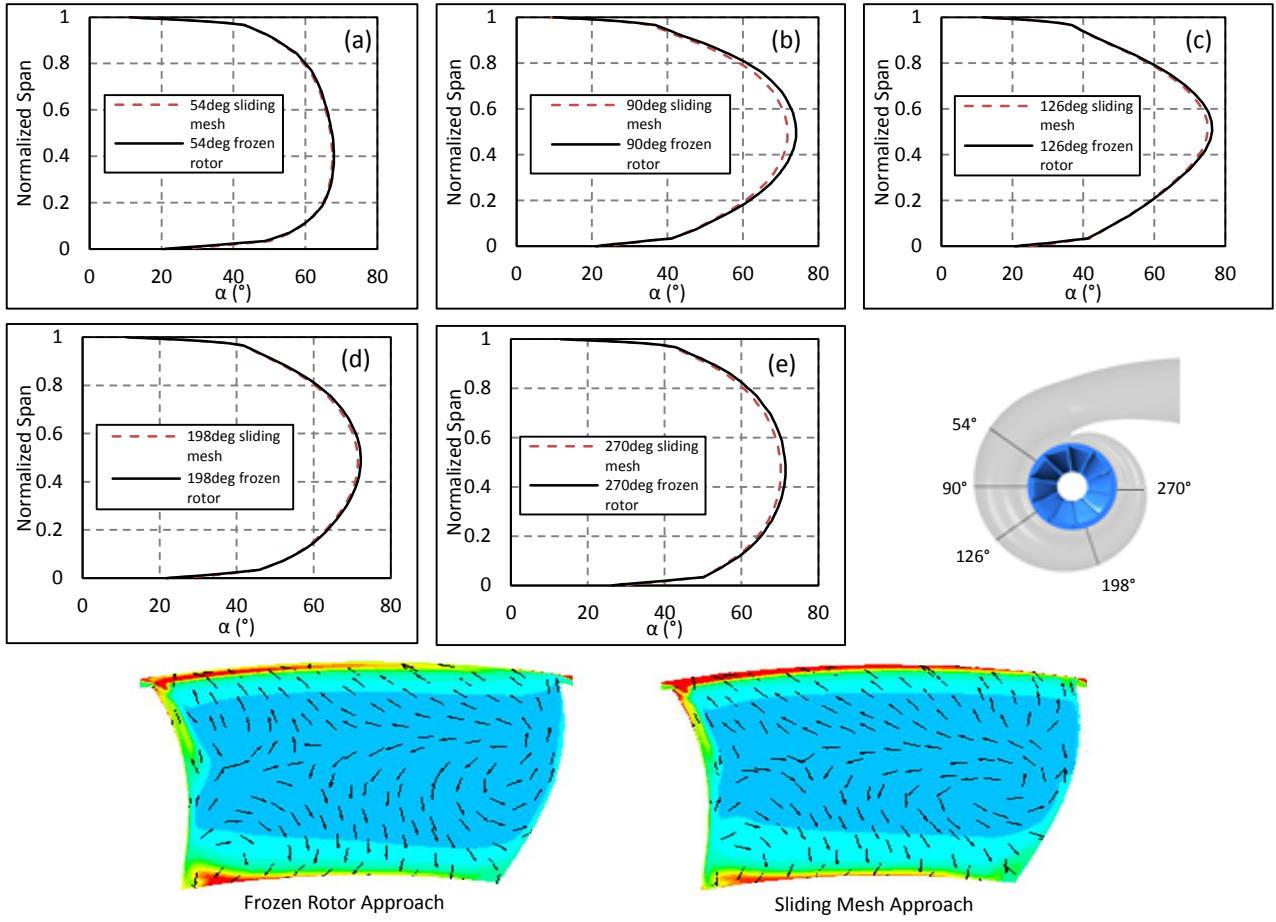 (a)
Normalized Span
1
0.8
0.6
0.4
0.2
0
54deg sliding
mesh
54deg frozen
rotor
0 20 40 60 80
α (°)
(b)
Normalized Span
1
0.8
0.6
0.4
0.2
0
90deg sliding
mesh
90deg frozen
rotor
0 20 40 60 80
α (°)
(c)
Normalized Span
1
0.8
0.6
0.4
0.2
0
126deg sliding
mesh
126deg frozen
rotor
0 20 40 60 80
α (°)
(d)
Normalized Span
1
0.8
0.6
0.4
0.2
0
198deg sliding
mesh
198deg frozen
rotor
0 20 40 60 80
α (°)
(e)
Normalized Span
1
0.8
0.6
0.4
0.2
0
270deg sliding
mesh
270deg frozen
rotor
0 20 40 60 80
α (°)
54°
90°
270°
126°
198°
Frozen Rotor Approach
Sliding Mesh Approach